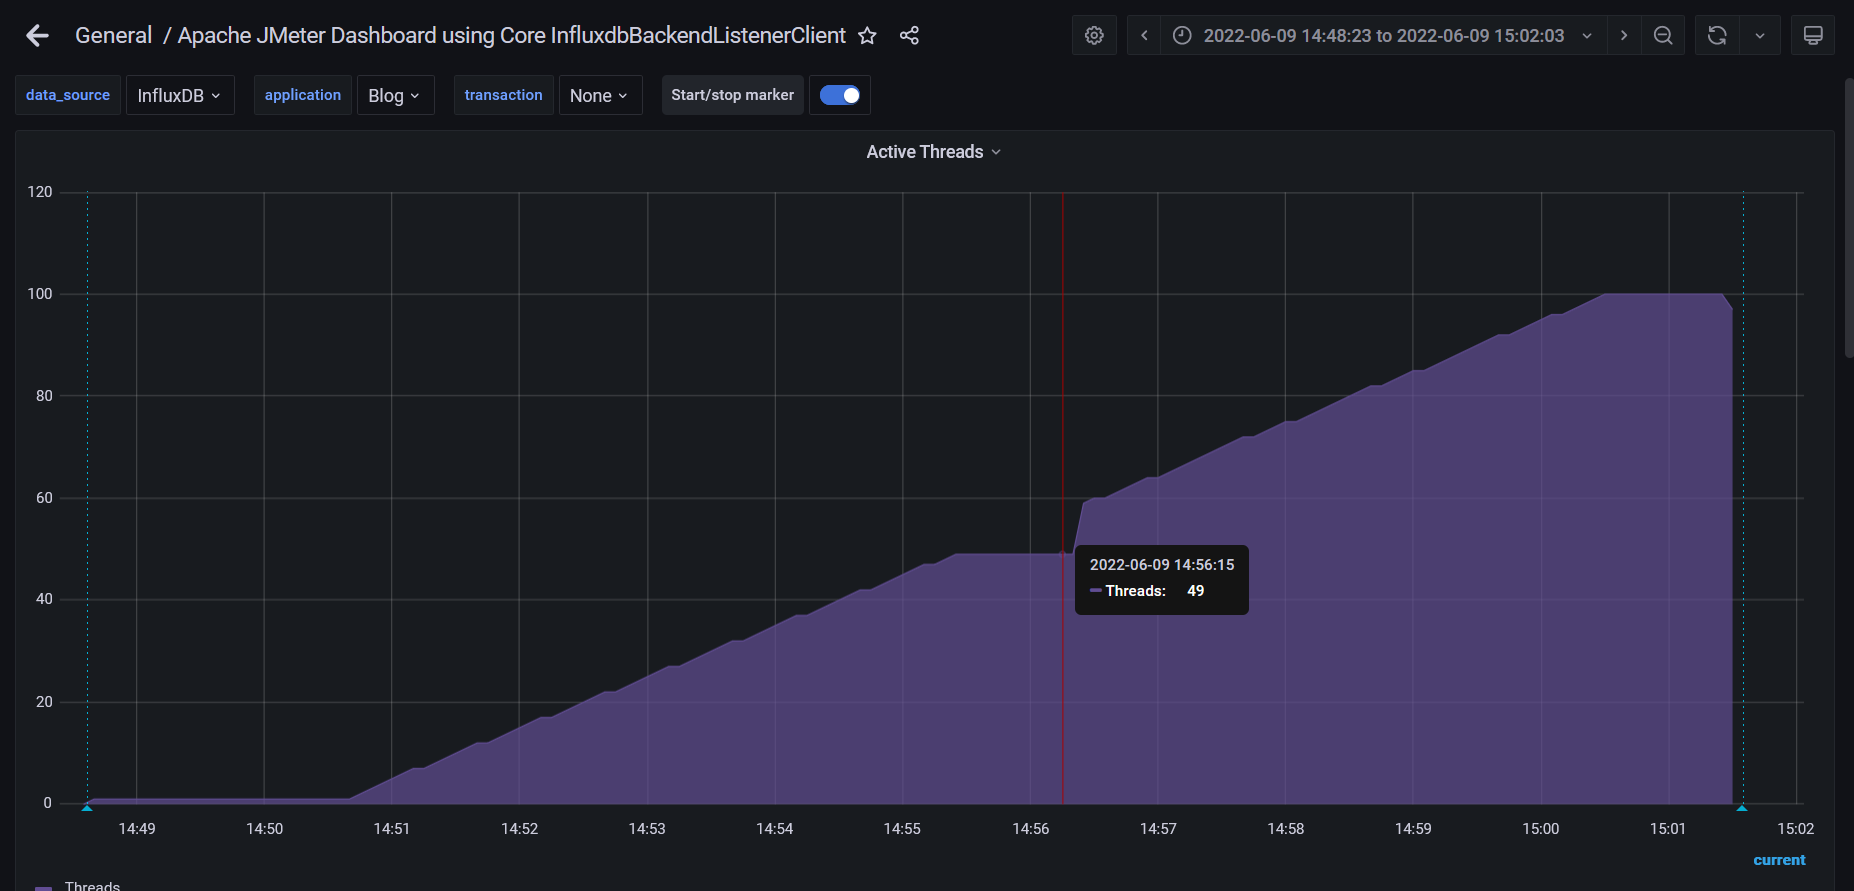 General / Apache JMeter Dashboard using Core InfluxdbBackendListenerClient
2022-06-09 14:48:23 to 2022-06-09 15:02:03
data_source InfluxDB application Blog transaction None Start/stop marker
Active Threads
120
100
80
60
40
20
0
2022-06-09 14:56:15
Threads: 49
14:49 14:50 14:51 14:52 14:53 14:54 14:55 14:56 14:57 14:58 14:59 15:00 15:01 15:02
current
Threads